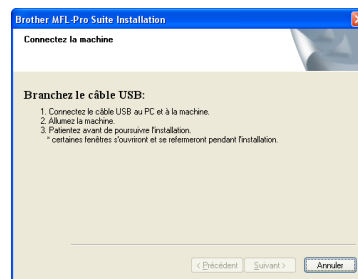 Brother MFL-Pro Suite Installation
Connectez la machine
Branchez le câble USB:
1. Connectez le câble USB au PC et à la machine.
2. Allumez la machine.
3. Patientez avant de poursuivre l'installation.
* certaines fenêtres s'ouvriront et se refermeront pendant l'installation.
< Précédent Suivant > Annuler